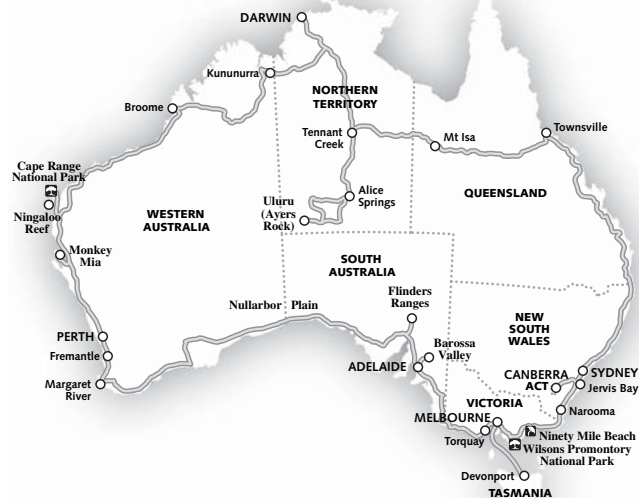 DARWIN
Kununurra
NORTHERN
TERRITORY
Broome
Tennant
Creek
Mt Isa
Townsville
Cape Range
National Park
Ningaloo
Reef
WESTERN
AUSTRALIA
Uluru
(Ayers
Rock)
Alice
Springs
QUEENSLAND
Monkey
Mia
SOUTH
AUSTRALIA
Flinders
Ranges
Nullarbor Plain
NEW
SOUTH
WALES
PERTH
Fremantle
Barossa
Valley
ADELAIDE
Margaret
River
CANBERRA
ACT
SYDNEY
Jervis Bay
VICTORIA
MELBOURNE
Narooma
Torquay
Ninety Mile Beach
Wilsons Promontory
National Park
Devonport
TASMANIA